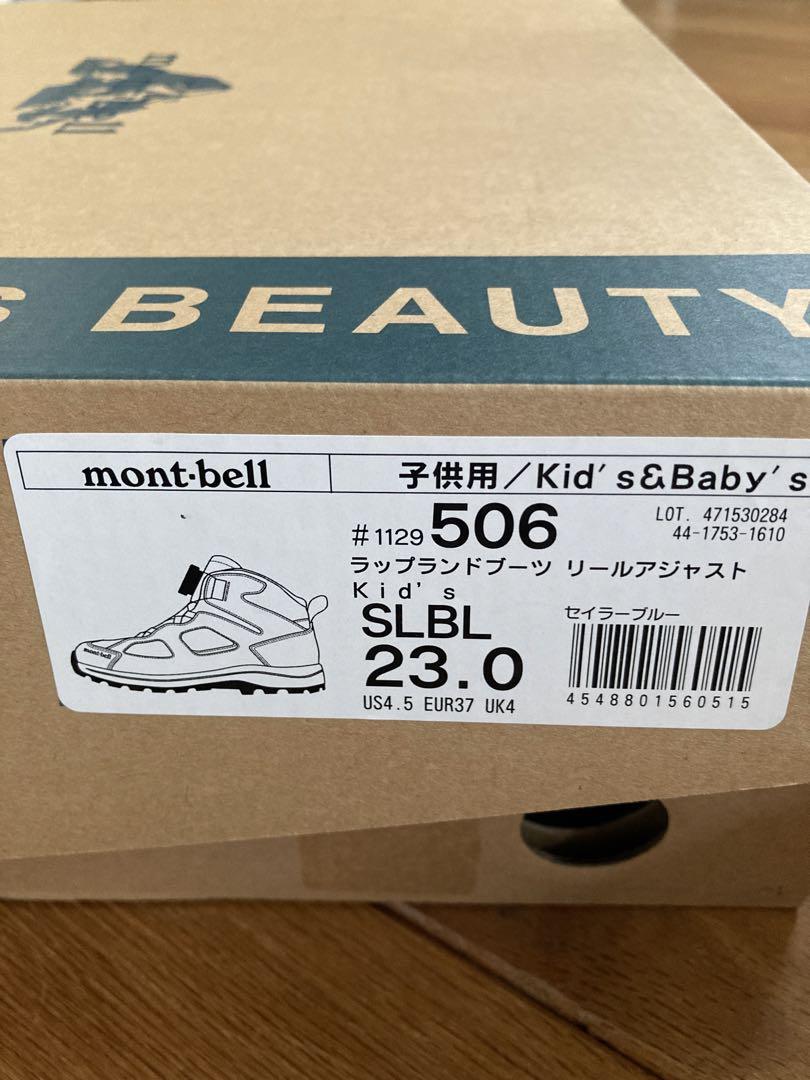 S BEAUTY
mont·bell
子供用/Kid's&Baby's
#1129 506
LOT. 471530284
44-1753-1610
ラップランドブーツ リールアジャスト
Kid's
SLBL
セイラーブルー
23.0
US4.5 EUR37 UK4
4548801560515
mont-bell